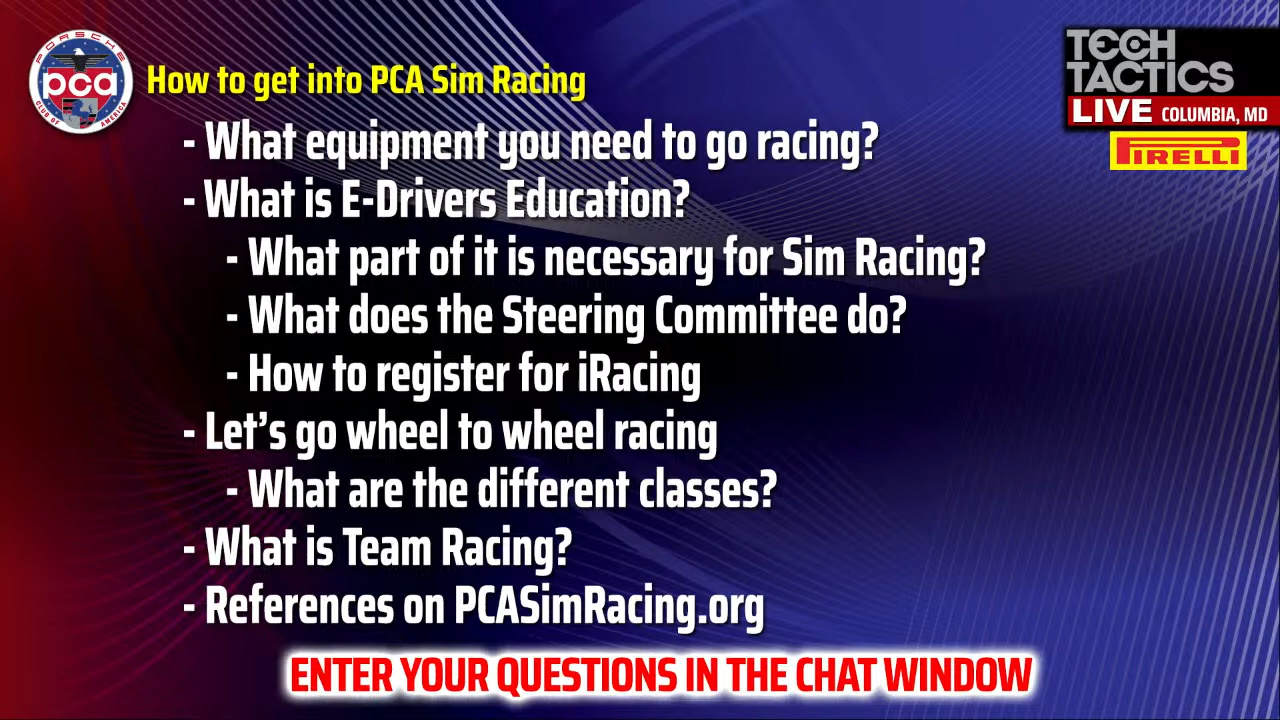 PORSCHE
pca
CLUB OF AMERICA
How to get into PCA Sim Racing
TECH
TACTICS
LIVE COLUMBIA, MD
PIRELLI
- What equipment you need to go racing?
- What is E-Drivers Education?
- What part of it is necessary for Sim Racing?
- What does the Steering Committee do?
- How to register for iRacing
- Let’s go wheel to wheel racing
- What are the different classes?
- What is Team Racing?
- References on PCASimRacing.org
ENTER YOUR QUESTIONS IN THE CHAT WINDOW